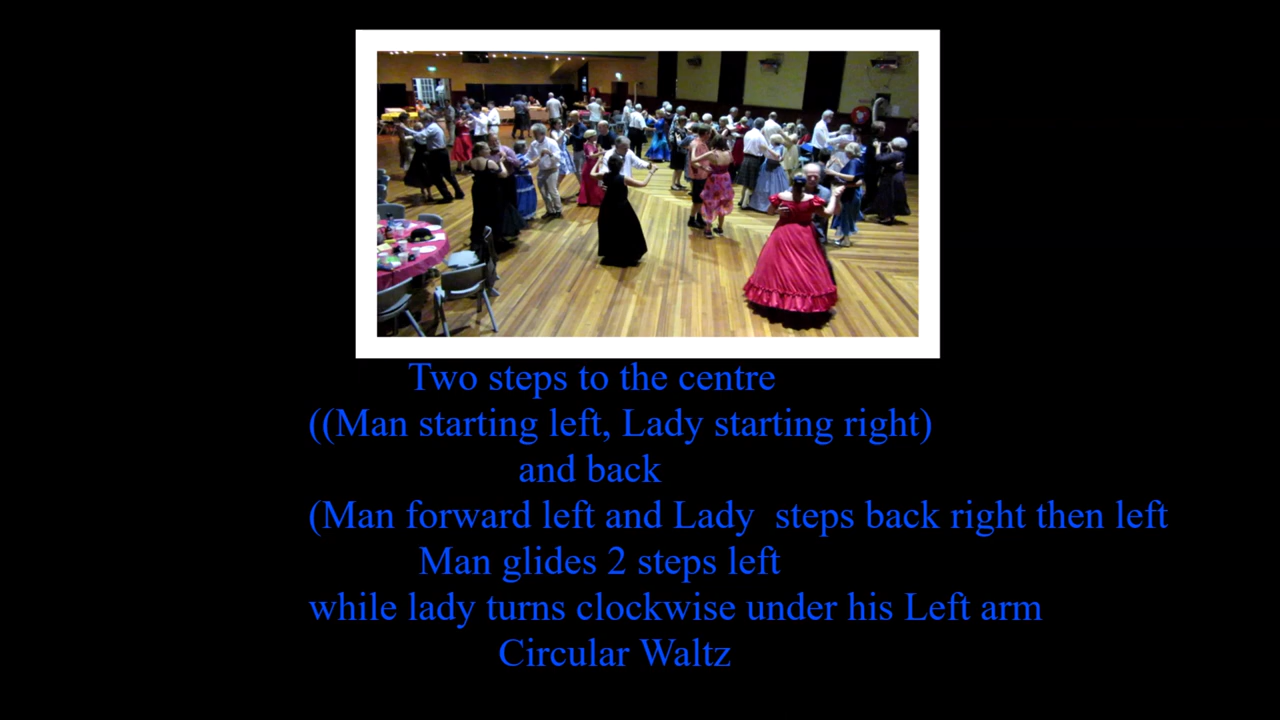 Two steps to the centre
((Man starting left, Lady starting right)
and back
(Man forward left and Lady  steps back right then left
Man glides 2 steps left
while lady turns clockwise under his Left arm
Circular Waltz